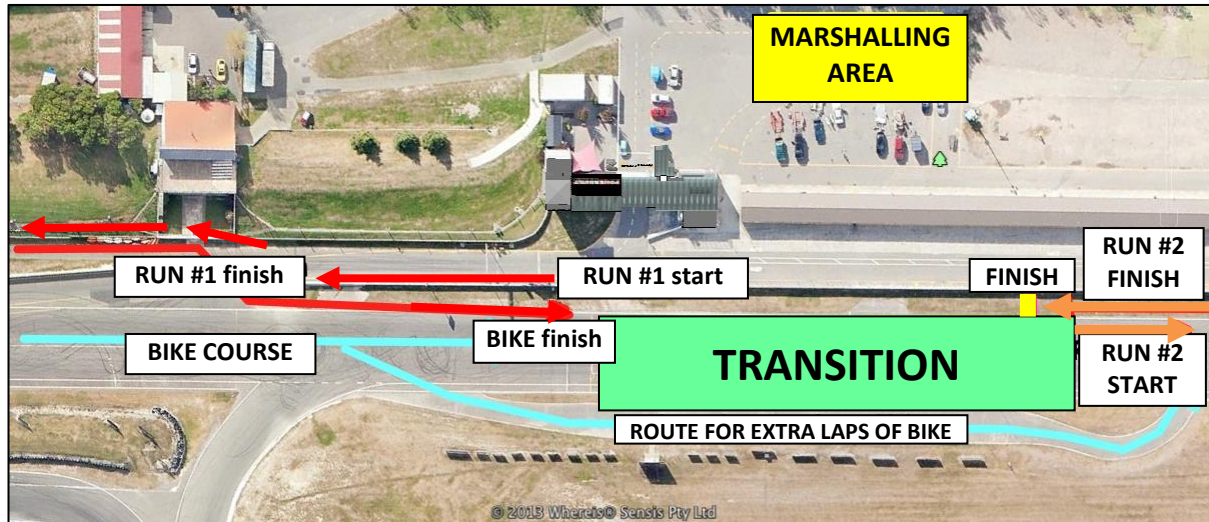 MARSHALLING
AREA
RUN #1 finish
RUN #1 start
FINISH
RUN #2
FINISH
BIKE COURSE
BIKE finish
TRANSITION
RUN #2
START
ROUTE FOR EXTRA LAPS OF BIKE
© 2013 Whereis® Sensis Pty Ltd